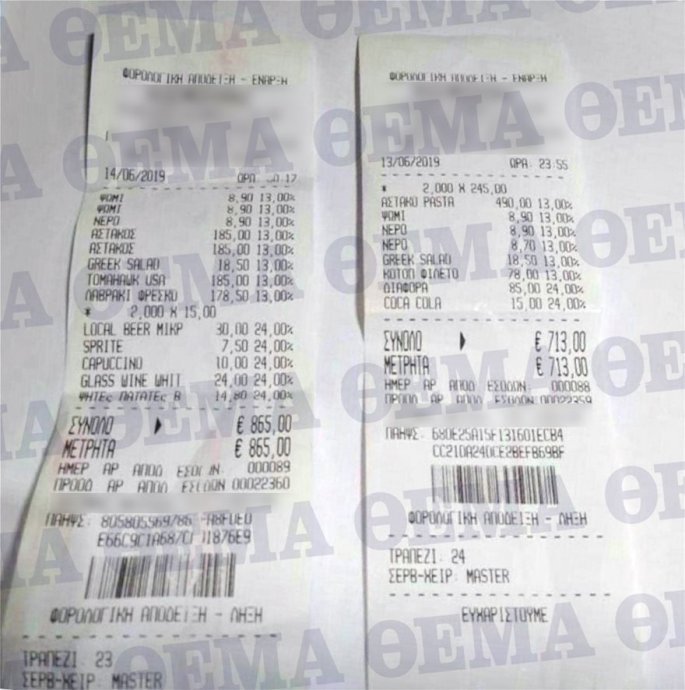 ΦΟΡΟΛΟΓΙΚΗ ΑΠΟΔΕΙΞΗ - ΕΝΑΡΞΗ
14/06/2019 ΩΡΑ 17
ΨΩΜΙ 8,90 13,00%
ΨΩΜΙ 8,90 13,00%
ΝΕΡΟ 8,90 13,00%
ΑΣΤΑΚΟΣ 185,00 13,00%
ΑΣΤΑΚΟΣ 185,00 13,00%
GREEK SALAD 18,50 13,00%
TOMAHAWK USA 185,00 13,00%
ΛΑΒΡΑΚΙ ΦΡΕΣΚΟ 178,50 13,00%
* 2,000 X 15,00
LOCAL BEER ΜΙΚΡ 30,00 24,00%
SPRITE 7,50 24,00%
CAPUCCINO 10,00 24,00%
GLASS WINE WHIT 24,00 24,00%
ΨΗΤΕς ΠΑΤΑΤΕς Β 14,80 24,00%
ΣΥΝΟΛΟ € 865,00
ΜΕΤΡΗΤΑ € 865,00
ΗΜΕΡ ΑΡ ΑΠΟΔ 000089
ΠΡΟΟΔ ΑΡ ΑΠΟΔ ΕΣΟΔΩΝ 00022360
ΠΑΗΨΣ:
ΦΟΡΟΛΟΓΙΚΗ ΑΠΟΔΕΙΞΗ - ΛΗΞΗ
ΤΡΑΠΕΖΙ: 23
ΣΕΡΒ-ΧΕΙΡ: MASTER
ΦΟΡΟΛΟΓΙΚΗ ΑΠΟΔΕΙΞΗ - ΕΝΑΡΞΗ
13/06/2019 ΩΡΑ: 23:55
* 2,000 X 245,00
ΑΣΤΑΚΟ PASTA 490,00 13,00%
ΨΩΜΙ 8,90 13,00%
ΝΕΡΟ 8,90 13,00%
ΝΕΡΟ 8,70 13,00%
GREEK SALAD 18,50 13,00%
ΚΟΤΟΠ ΦΙΛΕΤΟ 78,00 13,00%
ΔΙΑΦΟΡΑ 85,00 24,00%
COCA COLA 15,00 24,00%
ΣΥΝΟΛΟ € 713,00
ΜΕΤΡΗΤΑ € 713,00
ΗΜΕΡ ΑΡ ΑΠΟΔ ΕΣΟΔΩΝ 000088
ΠΡΟΟΔ ΑΡ ΑΠΟΔ ΕΣΟΔΩΝ 00022359
ΠΑΗΨΣ: 680E25A15F131601ECB4
CC210A240CE2BEFB69BF
ΦΟΡΟΛΟΓΙΚΗ ΑΠΟΔΕΙΞΗ - ΛΗΞΗ
ΤΡΑΠΕΖΙ: 24
ΣΕΡΒ-ΧΕΙΡ: MASTER
ΕΥΧΑΡΙΣΤΟΥΜΕ
ΘΕΜΑ